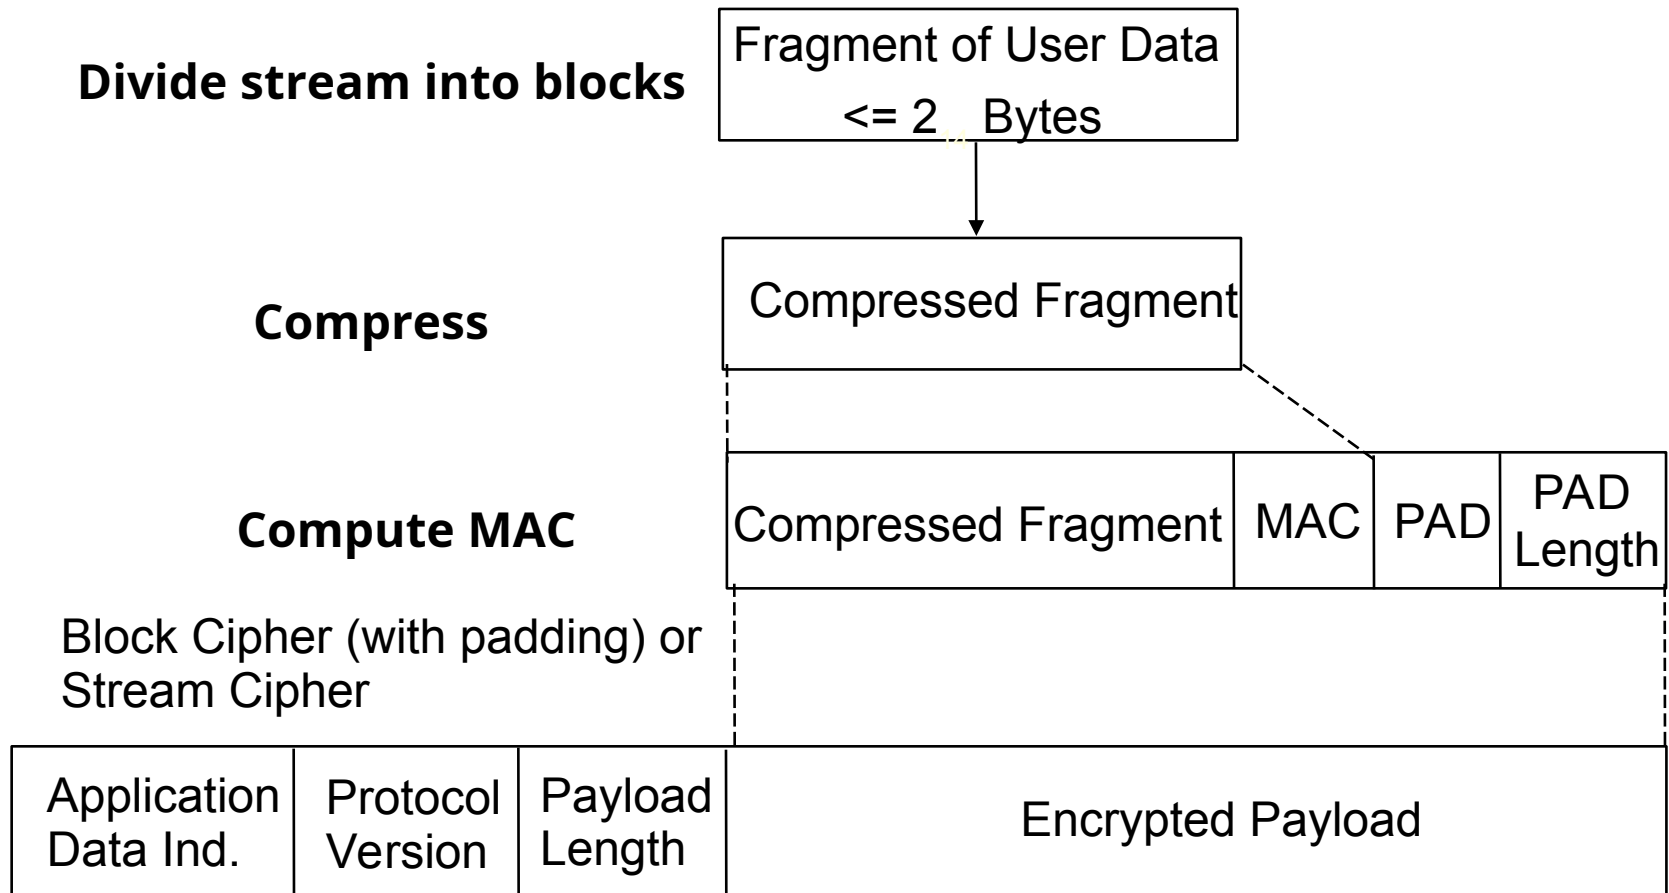 Divide stream into blocks
Fragment of User Data
<= 2 14 Bytes
Compress
Compressed Fragment
Compute MAC
Compressed Fragment
MAC
PAD
PAD
Length
Block Cipher (with padding) or
Stream Cipher
Application
Data Ind.
Protocol
Version
Payload
Length
Encrypted Payload